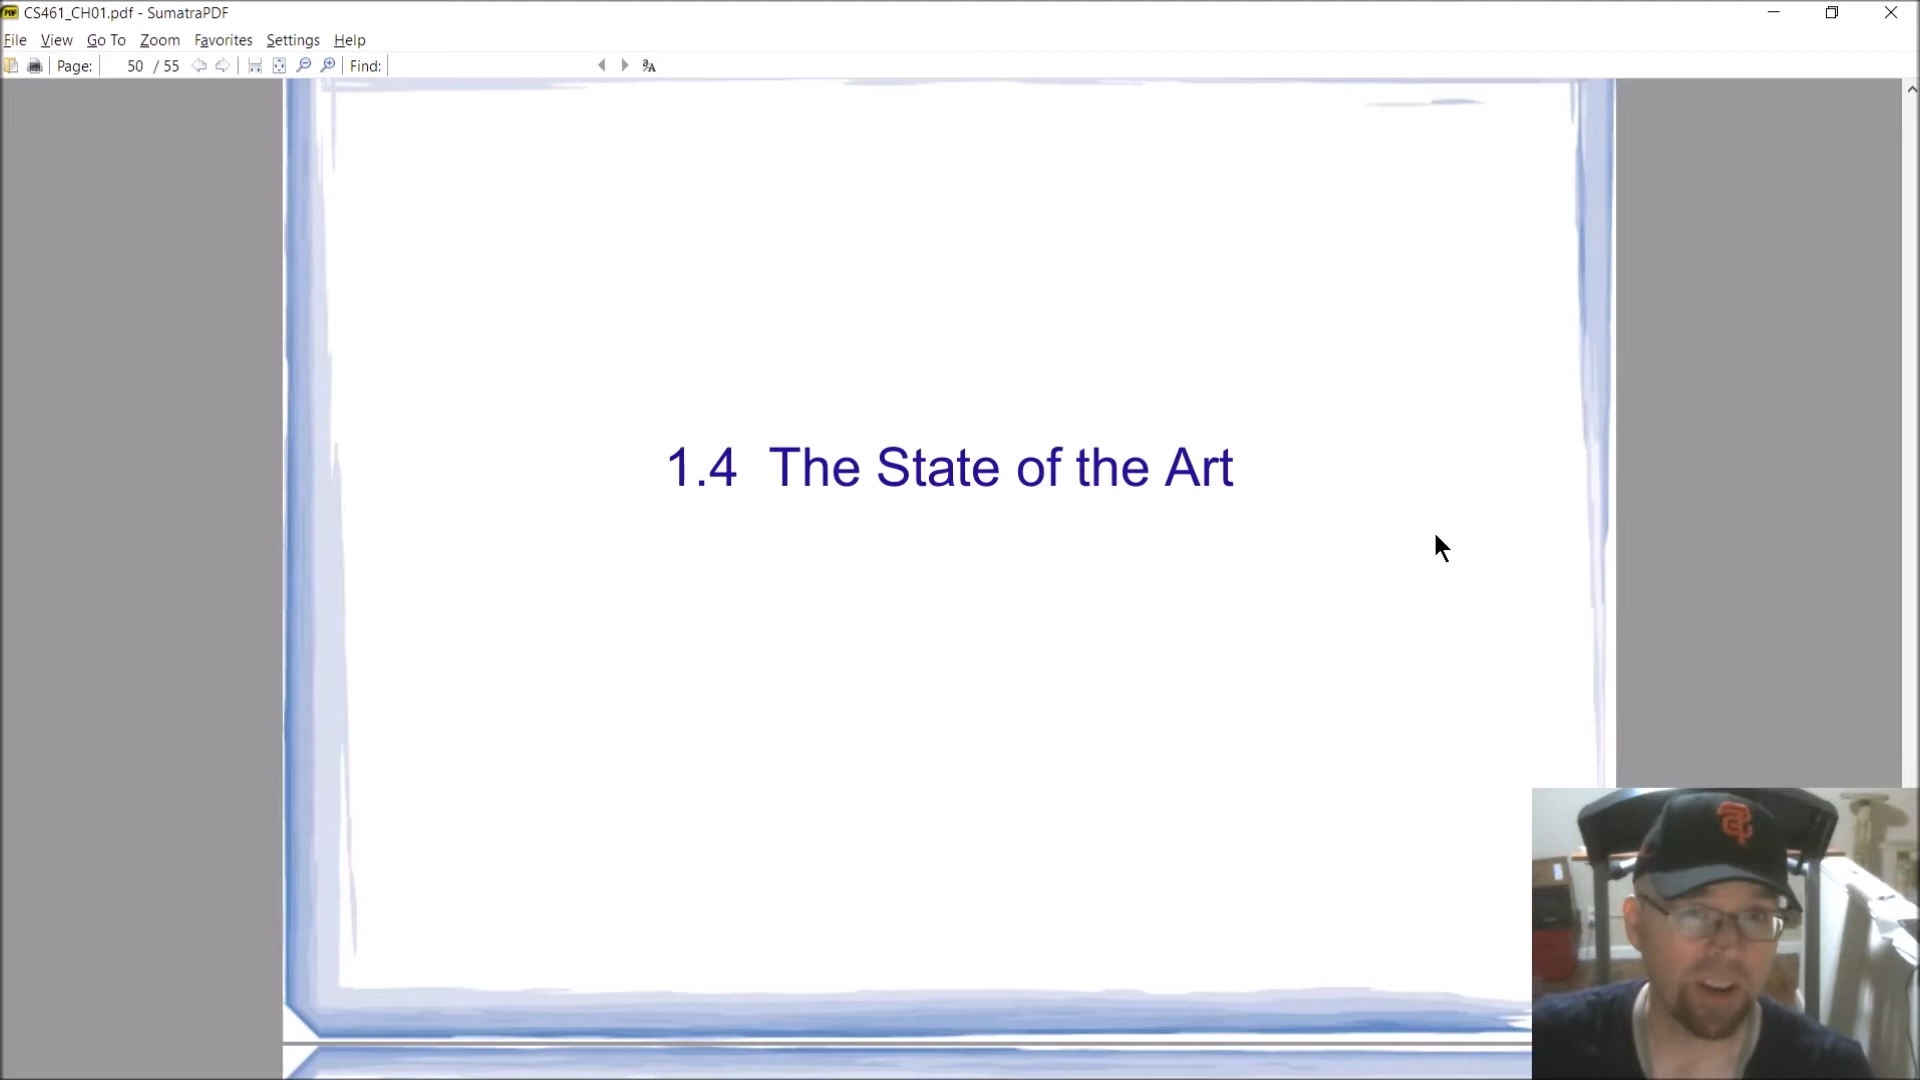 CS461_CH01.pdf - SumatraPDF
File View Go To Zoom Favorites Settings Help
Page: 50 / 55 Find:
1.4 The State of the Art